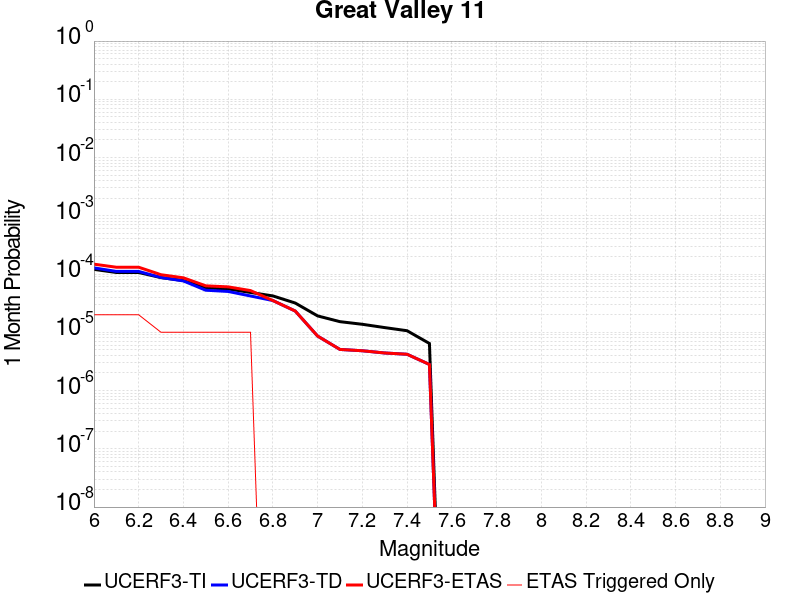 Great Valley 11
1 Month Probability
10^0
10^-1
10^-2
10^-3
10^-4
10^-5
10^-6
10^-7
10^-8
6 6.2 6.4 6.6 6.8 7 7.2 7.4 7.6 7.8 8 8.2 8.4 8.6 8.8 9
Magnitude
UCERF3-TI UCERF3-TD UCERF3-ETAS ETAS Triggered Only